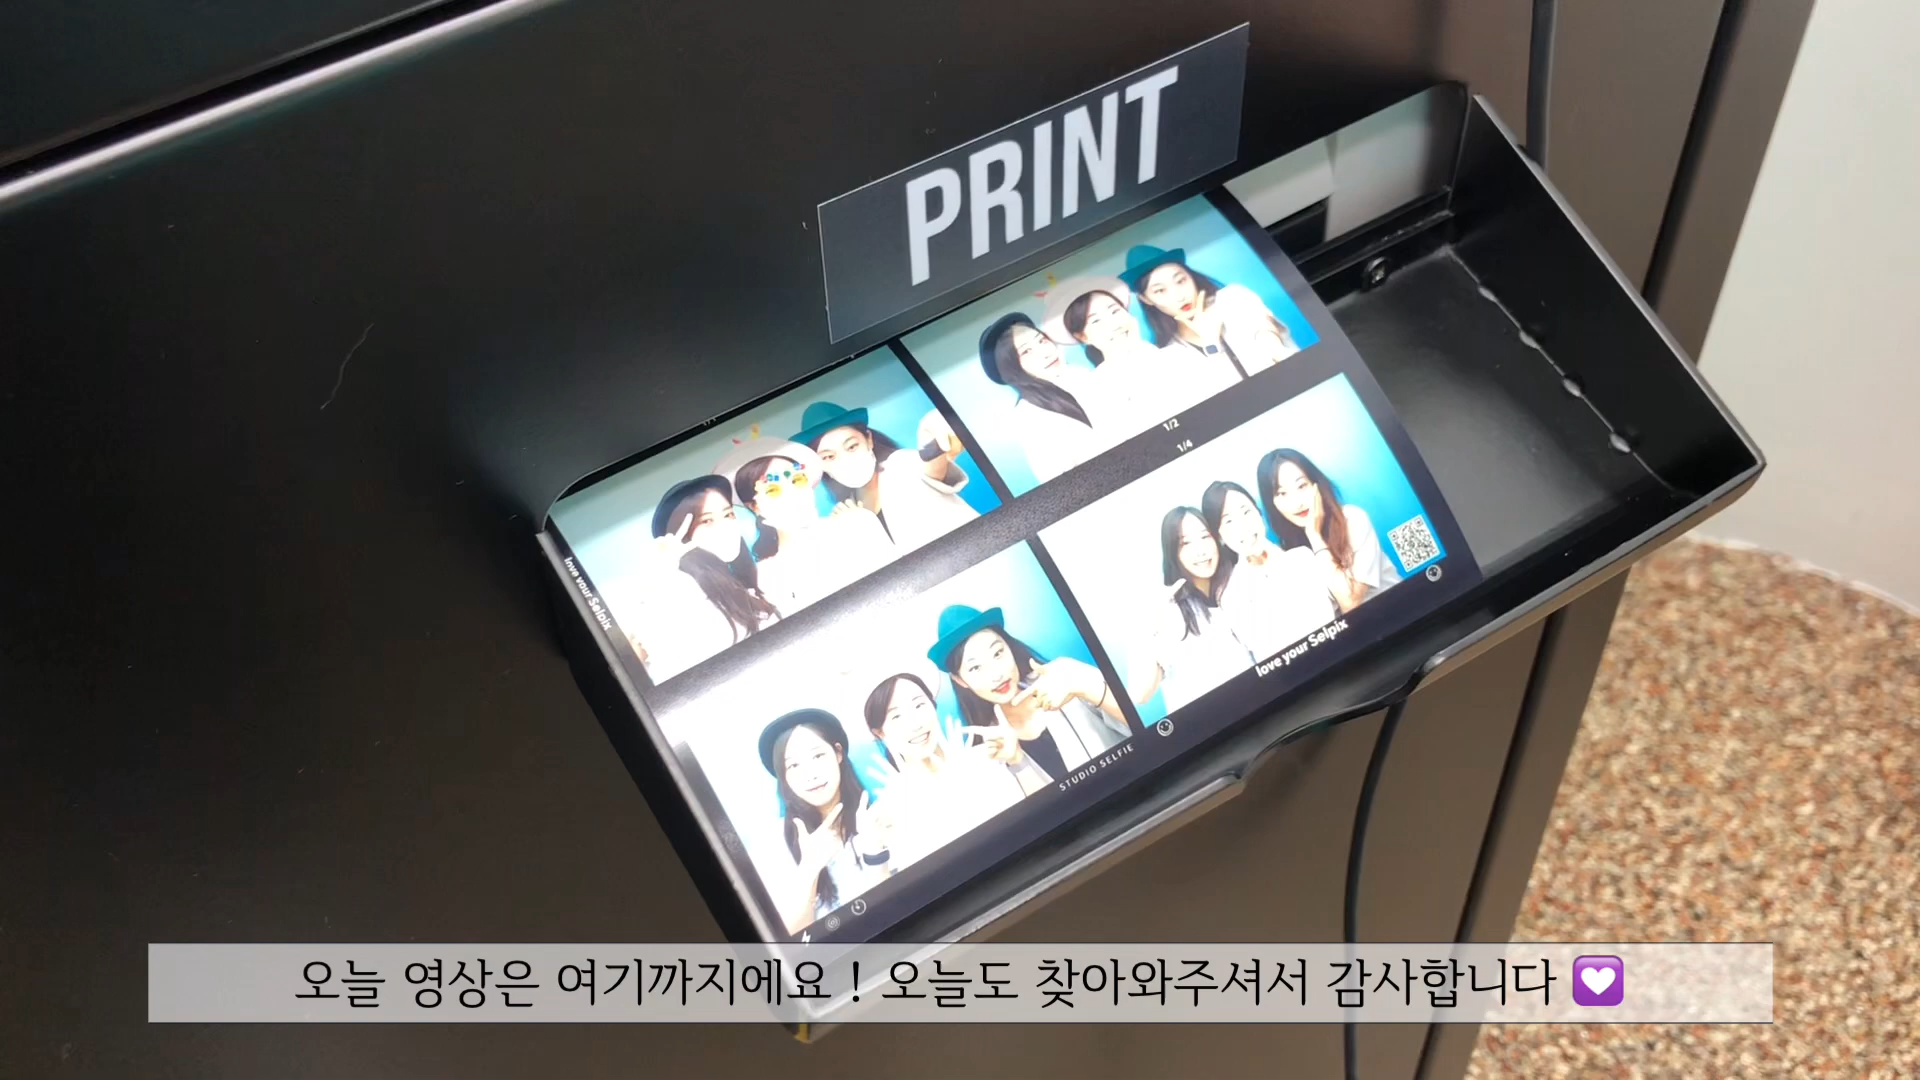 PRINT
1/2
1/4
love your Selpix
love your Selpix
STUDIO SELFIE
오늘 영상은 여기까지에요 ! 오늘도 찾아와주셔서 감사합니다 💜